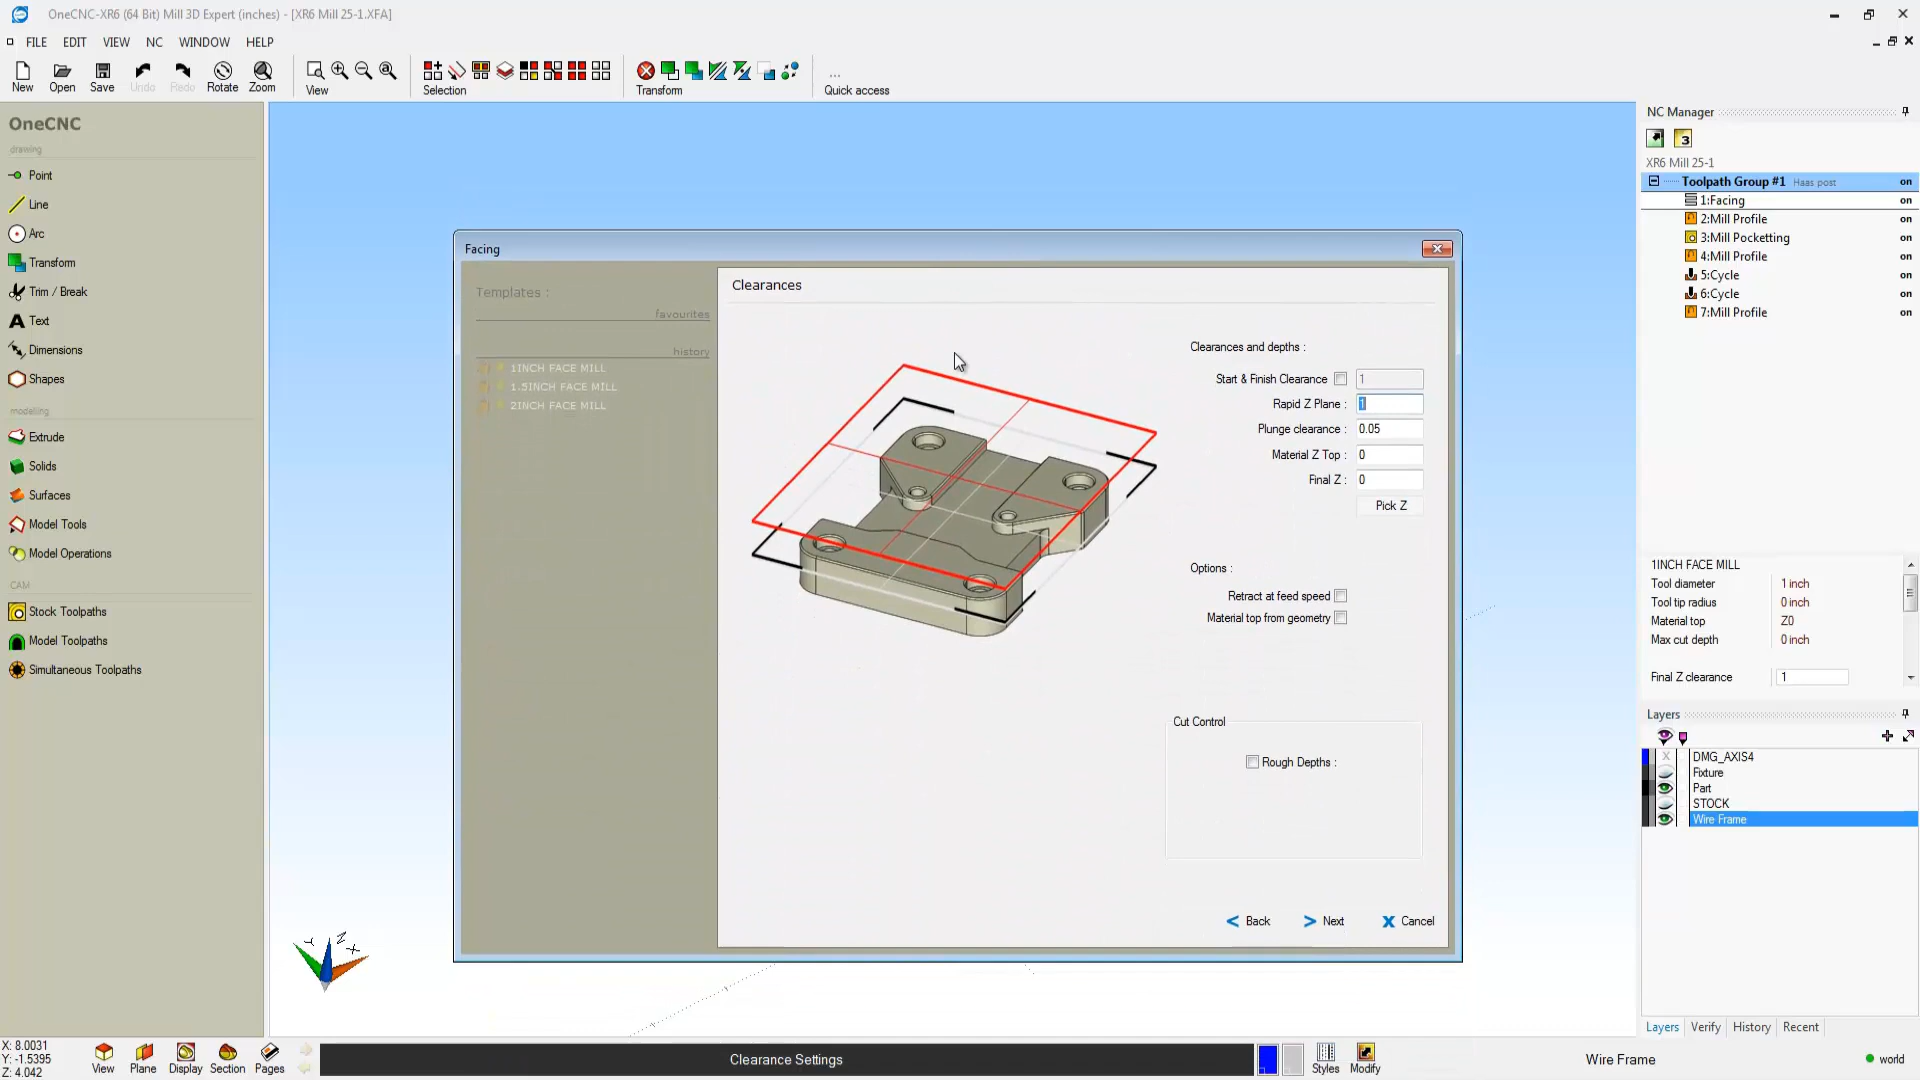 OneCNC-XR6 (64 Bit) Mill 3D Expert (inches) - [XR6 Mill 25-1.XFA]
FILE EDIT VIEW NC WINDOW HELP
New Open Save Undo Redo Rotate Zoom View Selection Transform ... Quick access
OneCNC
drawing
Point
Line
Arc
Transform
Trim / Break
A Text
Dimensions
Shapes
modelling
Extrude
Solids
Surfaces
Model Tools
Model Operations
CAM
Stock Toolpaths
Model Toolpaths
Simultaneous Toolpaths
Facing
Templates :
favourites
history
1INCH FACE MILL
1.5INCH FACE MILL
2INCH FACE MILL
Clearances
Clearances and depths :
Start & Finish Clearance 1
Rapid Z Plane : 1
Plunge clearance : 0.05
Material Z Top : 0
Final Z : 0
Pick Z
Options :
Retract at feed speed
Material top from geometry
Cut Control
Rough Depths :
< Back > Next X Cancel
NC Manager
3
XR6 Mill 25-1
Toolpath Group #1 Haas post on
1:Facing on
2:Mill Profile on
3:Mill Pocketting on
4:Mill Profile on
5:Cycle on
6:Cycle on
7:Mill Profile on
1INCH FACE MILL
Tool diameter 1 inch
Tool tip radius 0 inch
Material top Z0
Max cut depth 0 inch
Final Z clearance 1
Layers
X DMG_AXIS4
Fixture
Part
STOCK
Wire Frame
Layers Verify History Recent
Y Z X
X: 8.0031
Y: -1.5395
Z: 4.042
View Plane Display Section Pages
Clearance Settings
Styles Modify
Wire Frame
world